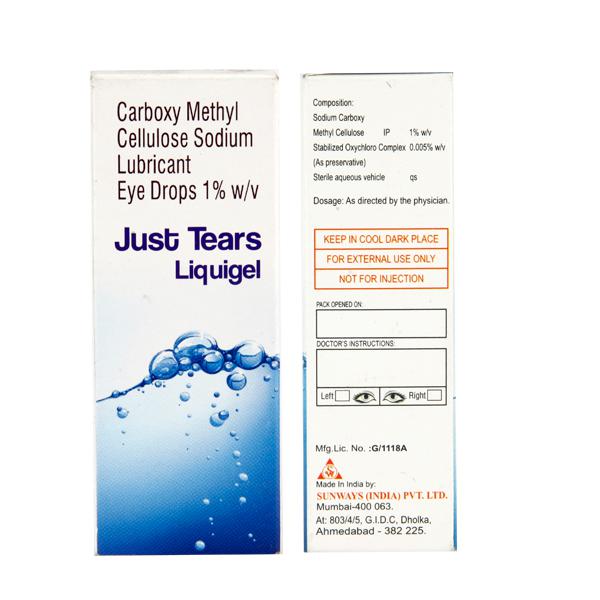 Carboxy Methyl
Cellulose Sodium
Lubricant
Eye Drops 1% w/v
Just Tears
Liquigel
Composition:
Sodium Carboxy
Methyl Cellulose IP 1% w/v
Stabilized Oxychloro Complex 0.005% w/v
(As preservative)
Sterile aqueous vehicle qs
Dosage: As directed by the physician.
KEEP IN COOL DARK PLACE
FOR EXTERNAL USE ONLY
NOT FOR INJECTION
PACK OPENED ON:
DOCTOR'S INSTRUCTIONS:
Left Right
Mfg.Lic. No. :G/1118A
Made In India by:
SUNWAYS (INDIA) PVT. LTD.
Mumbai-400 063.
At: 803/4/5, G.I.D.C, Dholka,
Ahmedabad - 382 225.